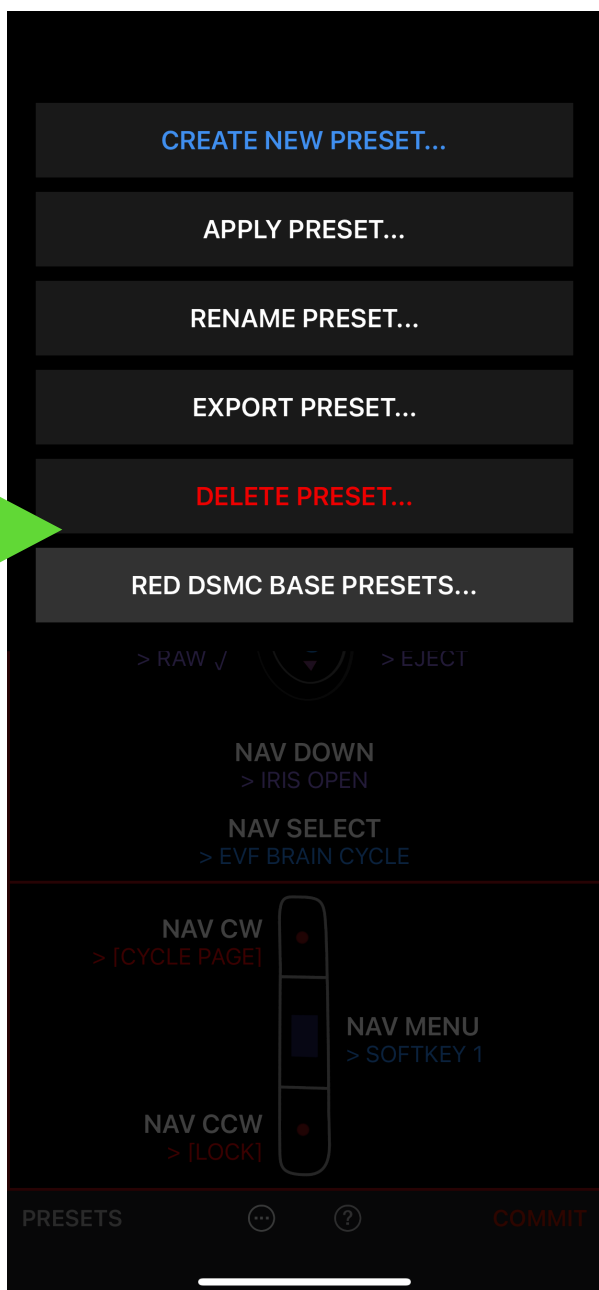 CREATE NEW PRESET...
APPLY PRESET...
RENAME PRESET...
EXPORT PRESET...
DELETE PRESET...
RED DSMC BASE PRESETS...
> RAW √ > EJECT
NAV DOWN
> IRIS OPEN
NAV SELECT
> EVF BRAIN CYCLE
NAV CW
> [CYCLE PAGE]
NAV MENU
> SOFTKEY 1
NAV CCW
> [LOCK]
PRESETS ? COMMIT